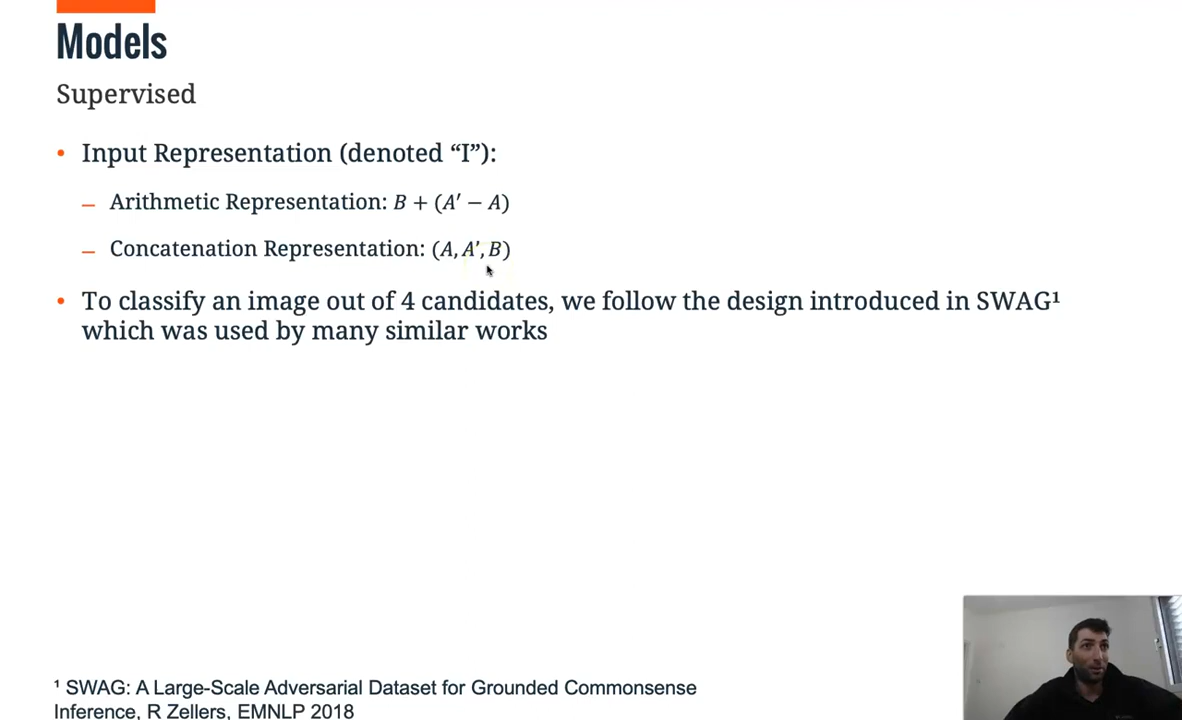 Models
Supervised
• Input Representation (denoted “I”):
– Arithmetic Representation: B + (A′ − A)
– Concatenation Representation: (A, A′, B)
• To classify an image out of 4 candidates, we follow the design introduced in SWAG¹
which was used by many similar works
¹ SWAG: A Large-Scale Adversarial Dataset for Grounded Commonsense
Inference, R Zellers, EMNLP 2018